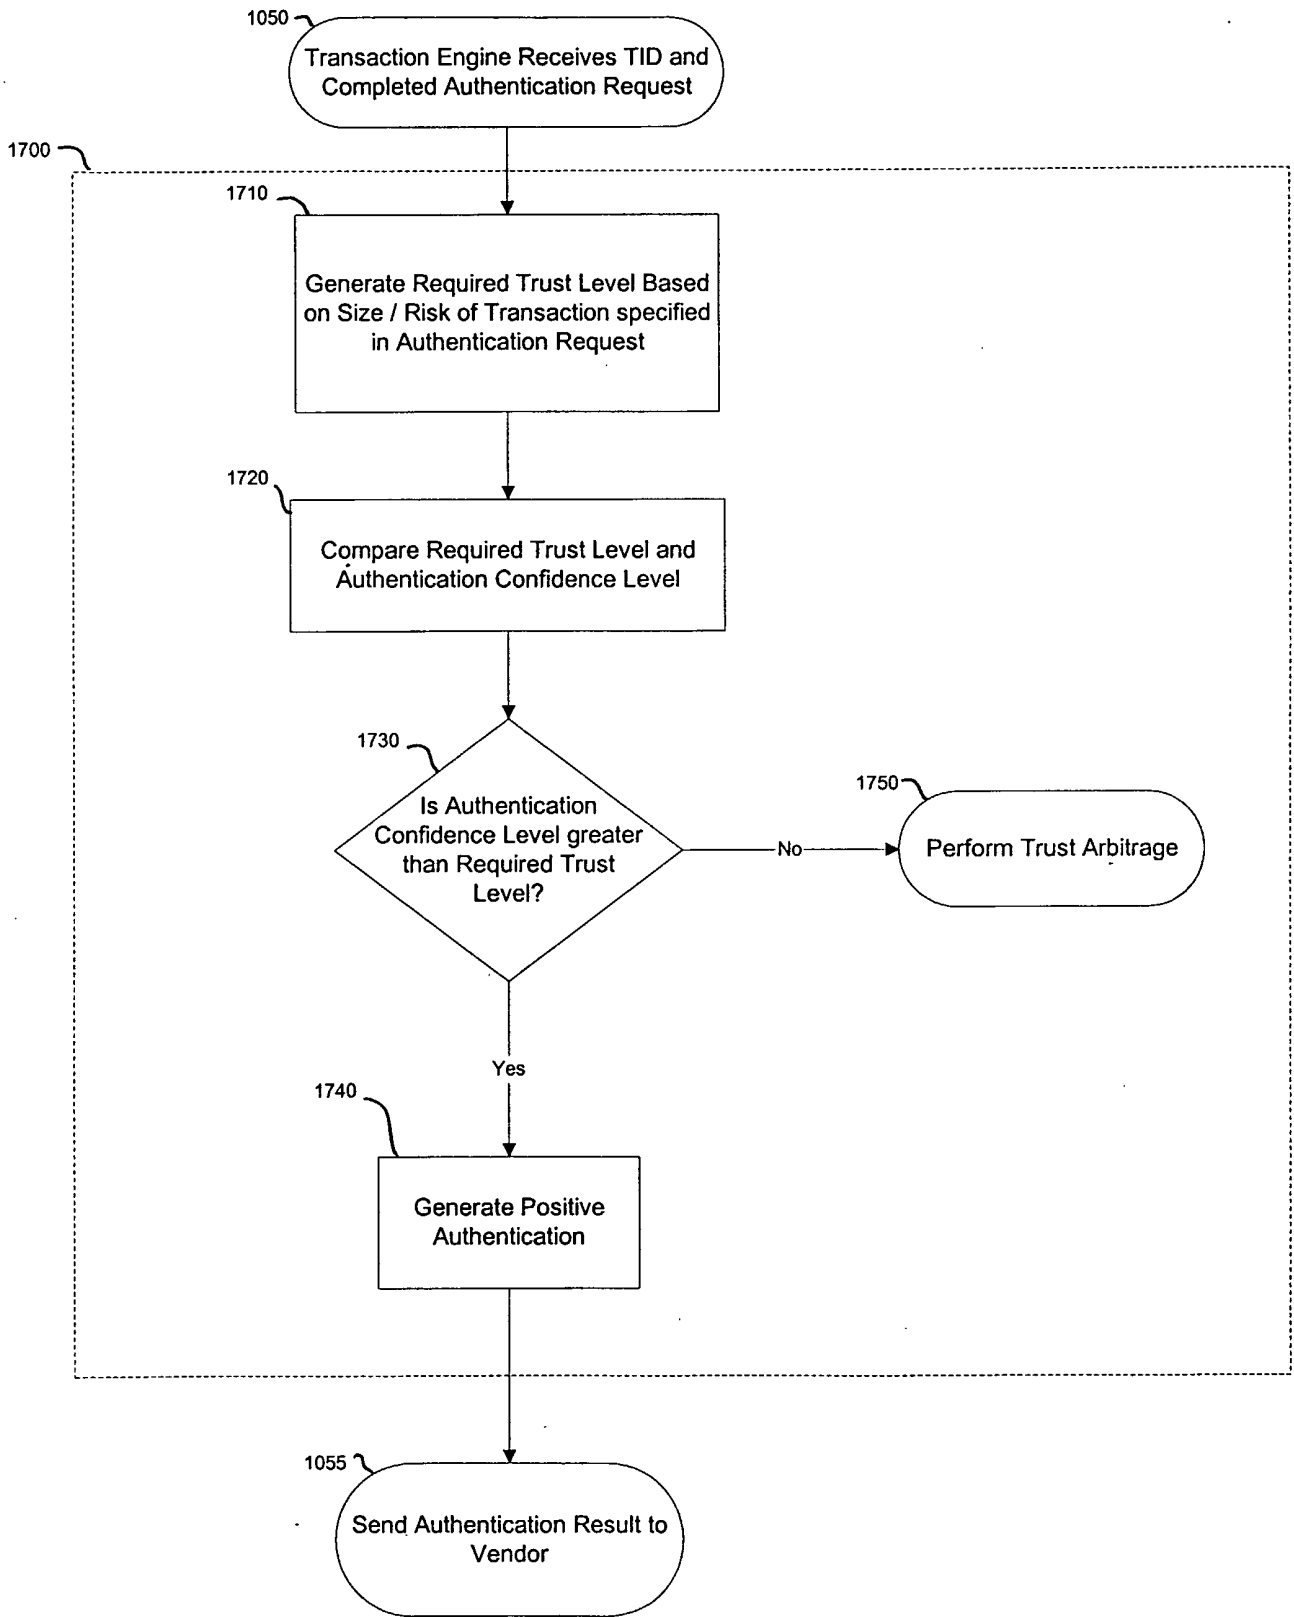 1050
Transaction Engine Receives TID and
Completed Authentication Request
1700
1710
Generate Required Trust Level Based
on Size / Risk of Transaction specified
in Authentication Request
1720
Compare Required Trust Level and
Authentication Confidence Level
1730
Is Authentication
Confidence Level greater
than Required Trust
Level?
No
1750
Perform Trust Arbitrage
Yes
1740
Generate Positive
Authentication
1055
Send Authentication Result to
Vendor